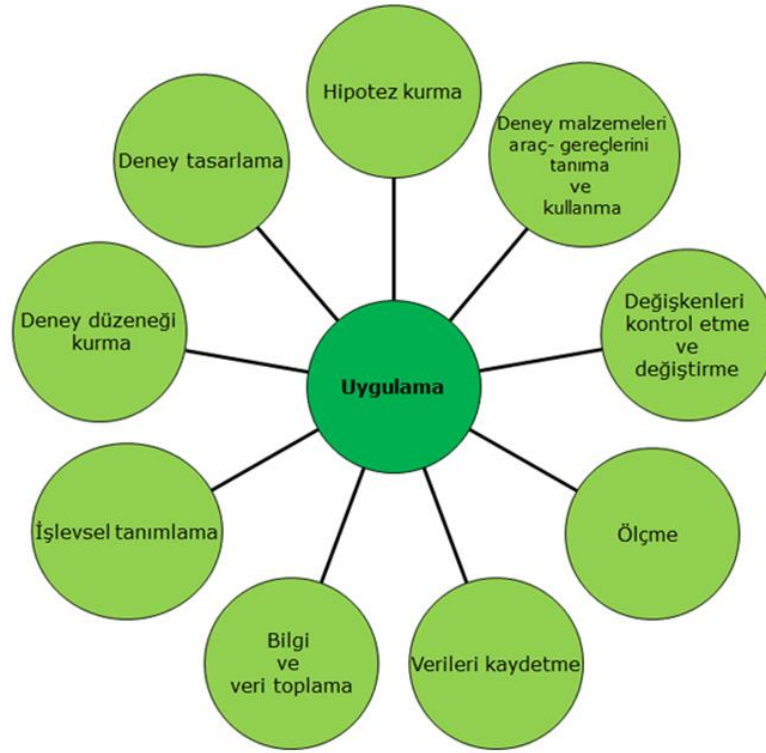 Hipotez kurma
Deney malzemeleri
araç- gereçlerini
tanıma
ve
kullanma
Değişkenleri
kontrol etme
ve
değiştirme
Ölçme
Verileri kaydetme
Bilgi
ve
veri toplama
İşlevsel tanımlama
Deney düzeneği
kurma
Deney tasarlama
Uygulama